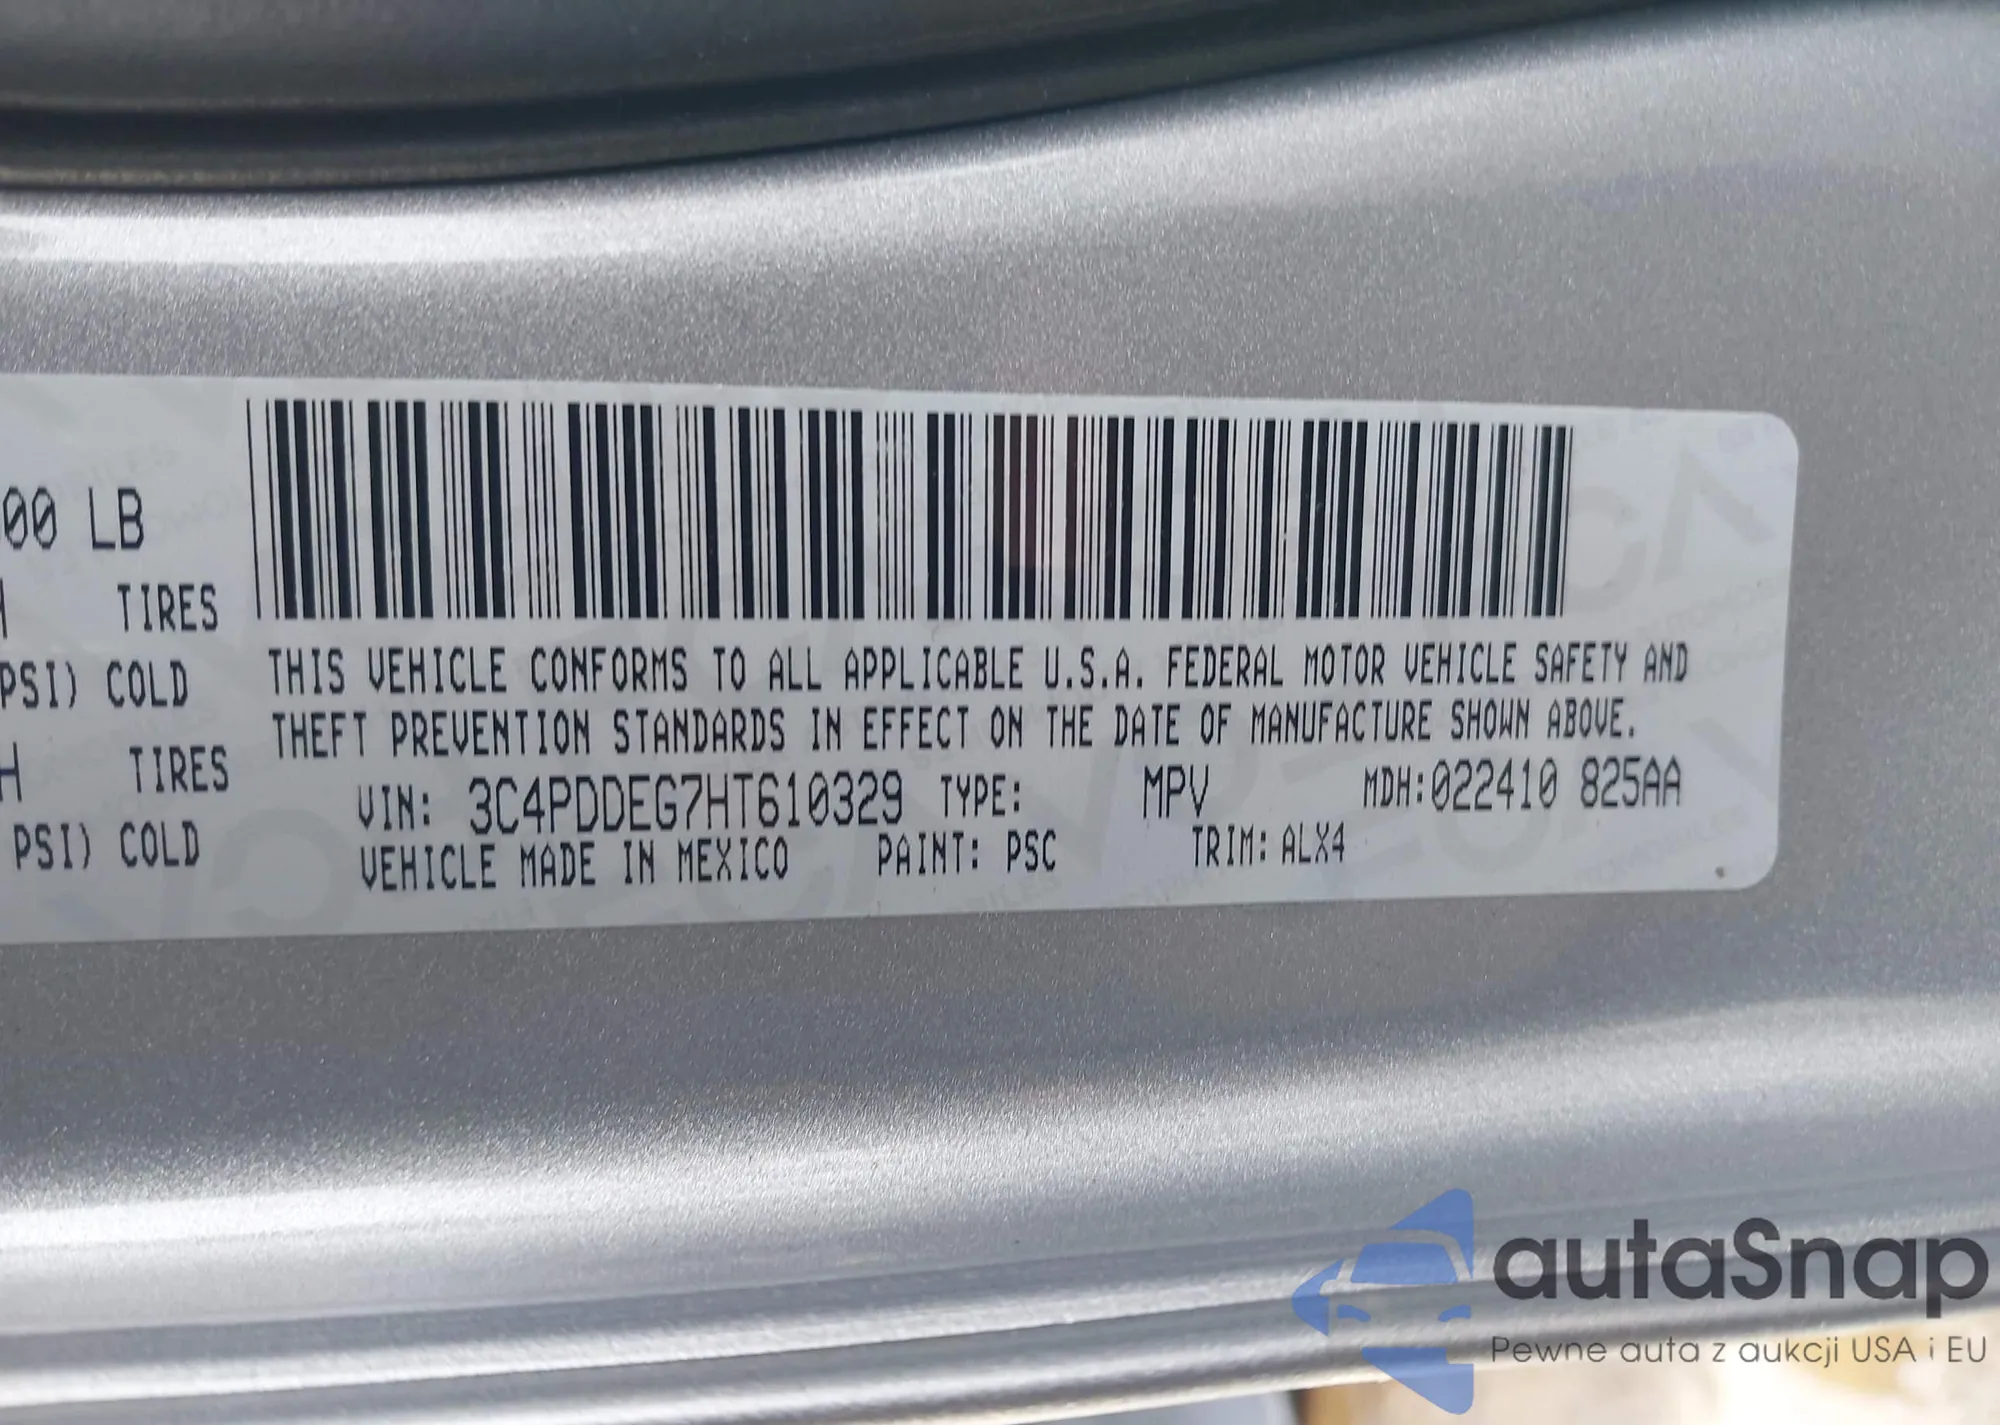 00 LB
TIRES
PSI) COLD
H TIRES
PSI) COLD
THIS VEHICLE CONFORMS TO ALL APPLICABLE U.S.A. FEDERAL MOTOR VEHICLE SAFETY AND
THEFT PREVENTION STANDARDS IN EFFECT ON THE DATE OF MANUFACTURE SHOWN ABOVE.
VIN: 3C4PDDEG7HT610329 TYPE: MPV MDH:022410 825AA
VEHICLE MADE IN MEXICO PAINT: PSC TRIM: ALX4
autaSnap
Pewne auta z aukcji USA i EU